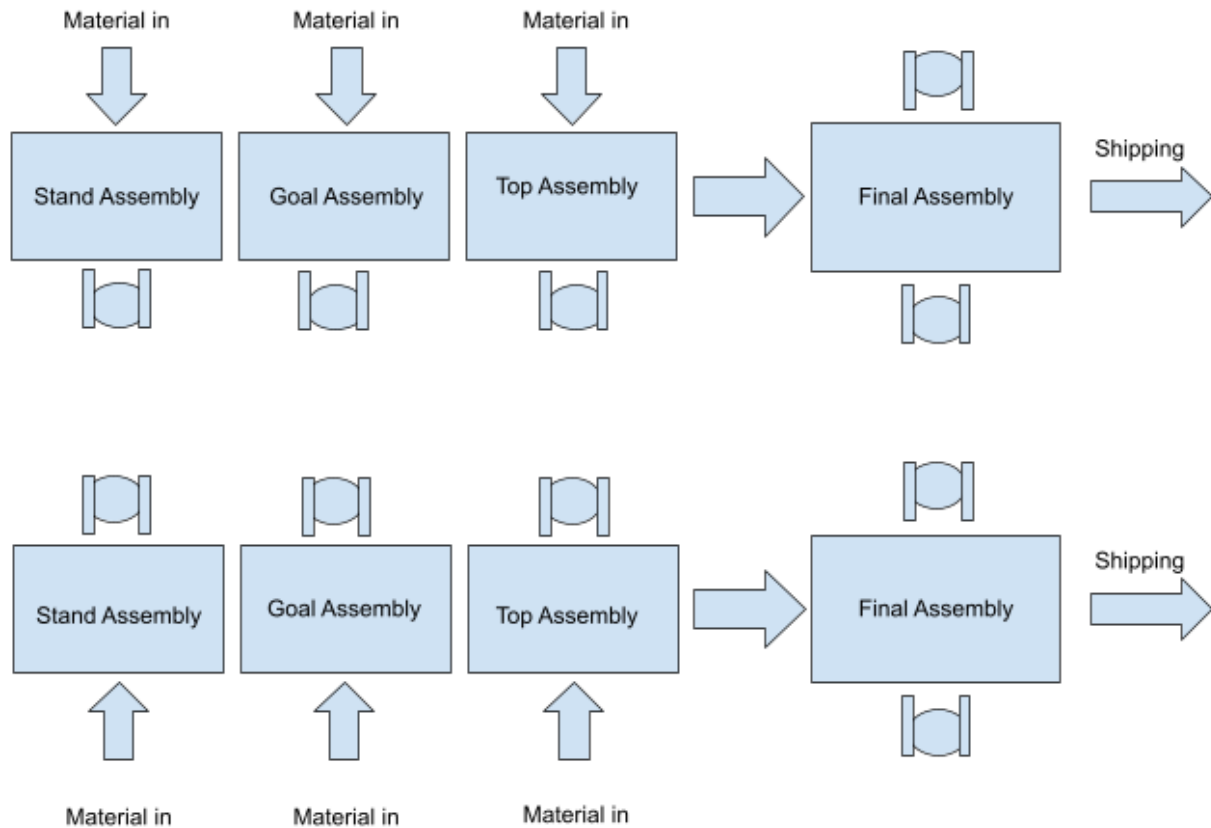 Material in
Material in
Material in
Stand Assembly
Goal Assembly
Top Assembly
Final Assembly
Shipping
Stand Assembly
Goal Assembly
Top Assembly
Final Assembly
Shipping
Material in
Material in
Material in